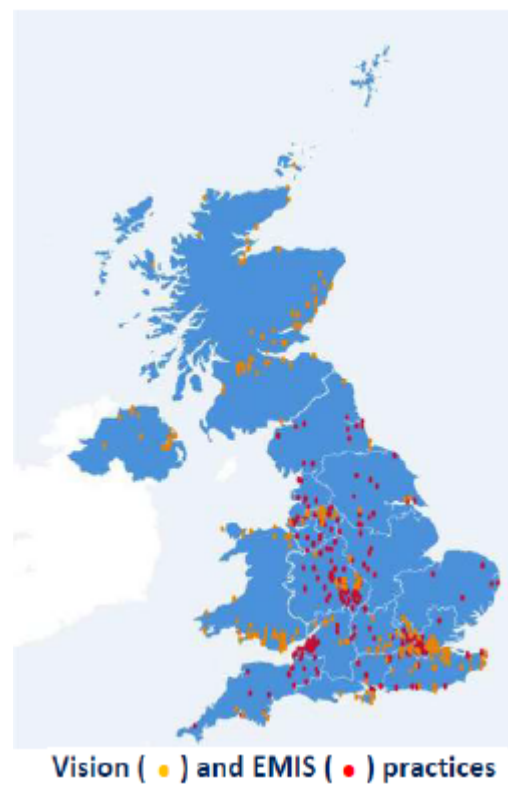 Vision ( • ) and EMIS ( • ) practices